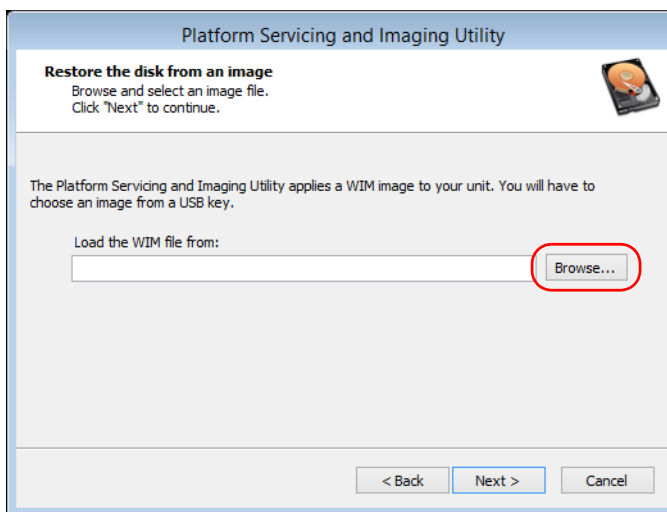 Platform Servicing and Imaging Utility
Restore the disk from an image
Browse and select an image file.
Click "Next" to continue.
The Platform Servicing and Imaging Utility applies a WIM image to your unit. You will have to
choose an image from a USB key.
Load the WIM file from:
Browse...
< Back Next > Cancel